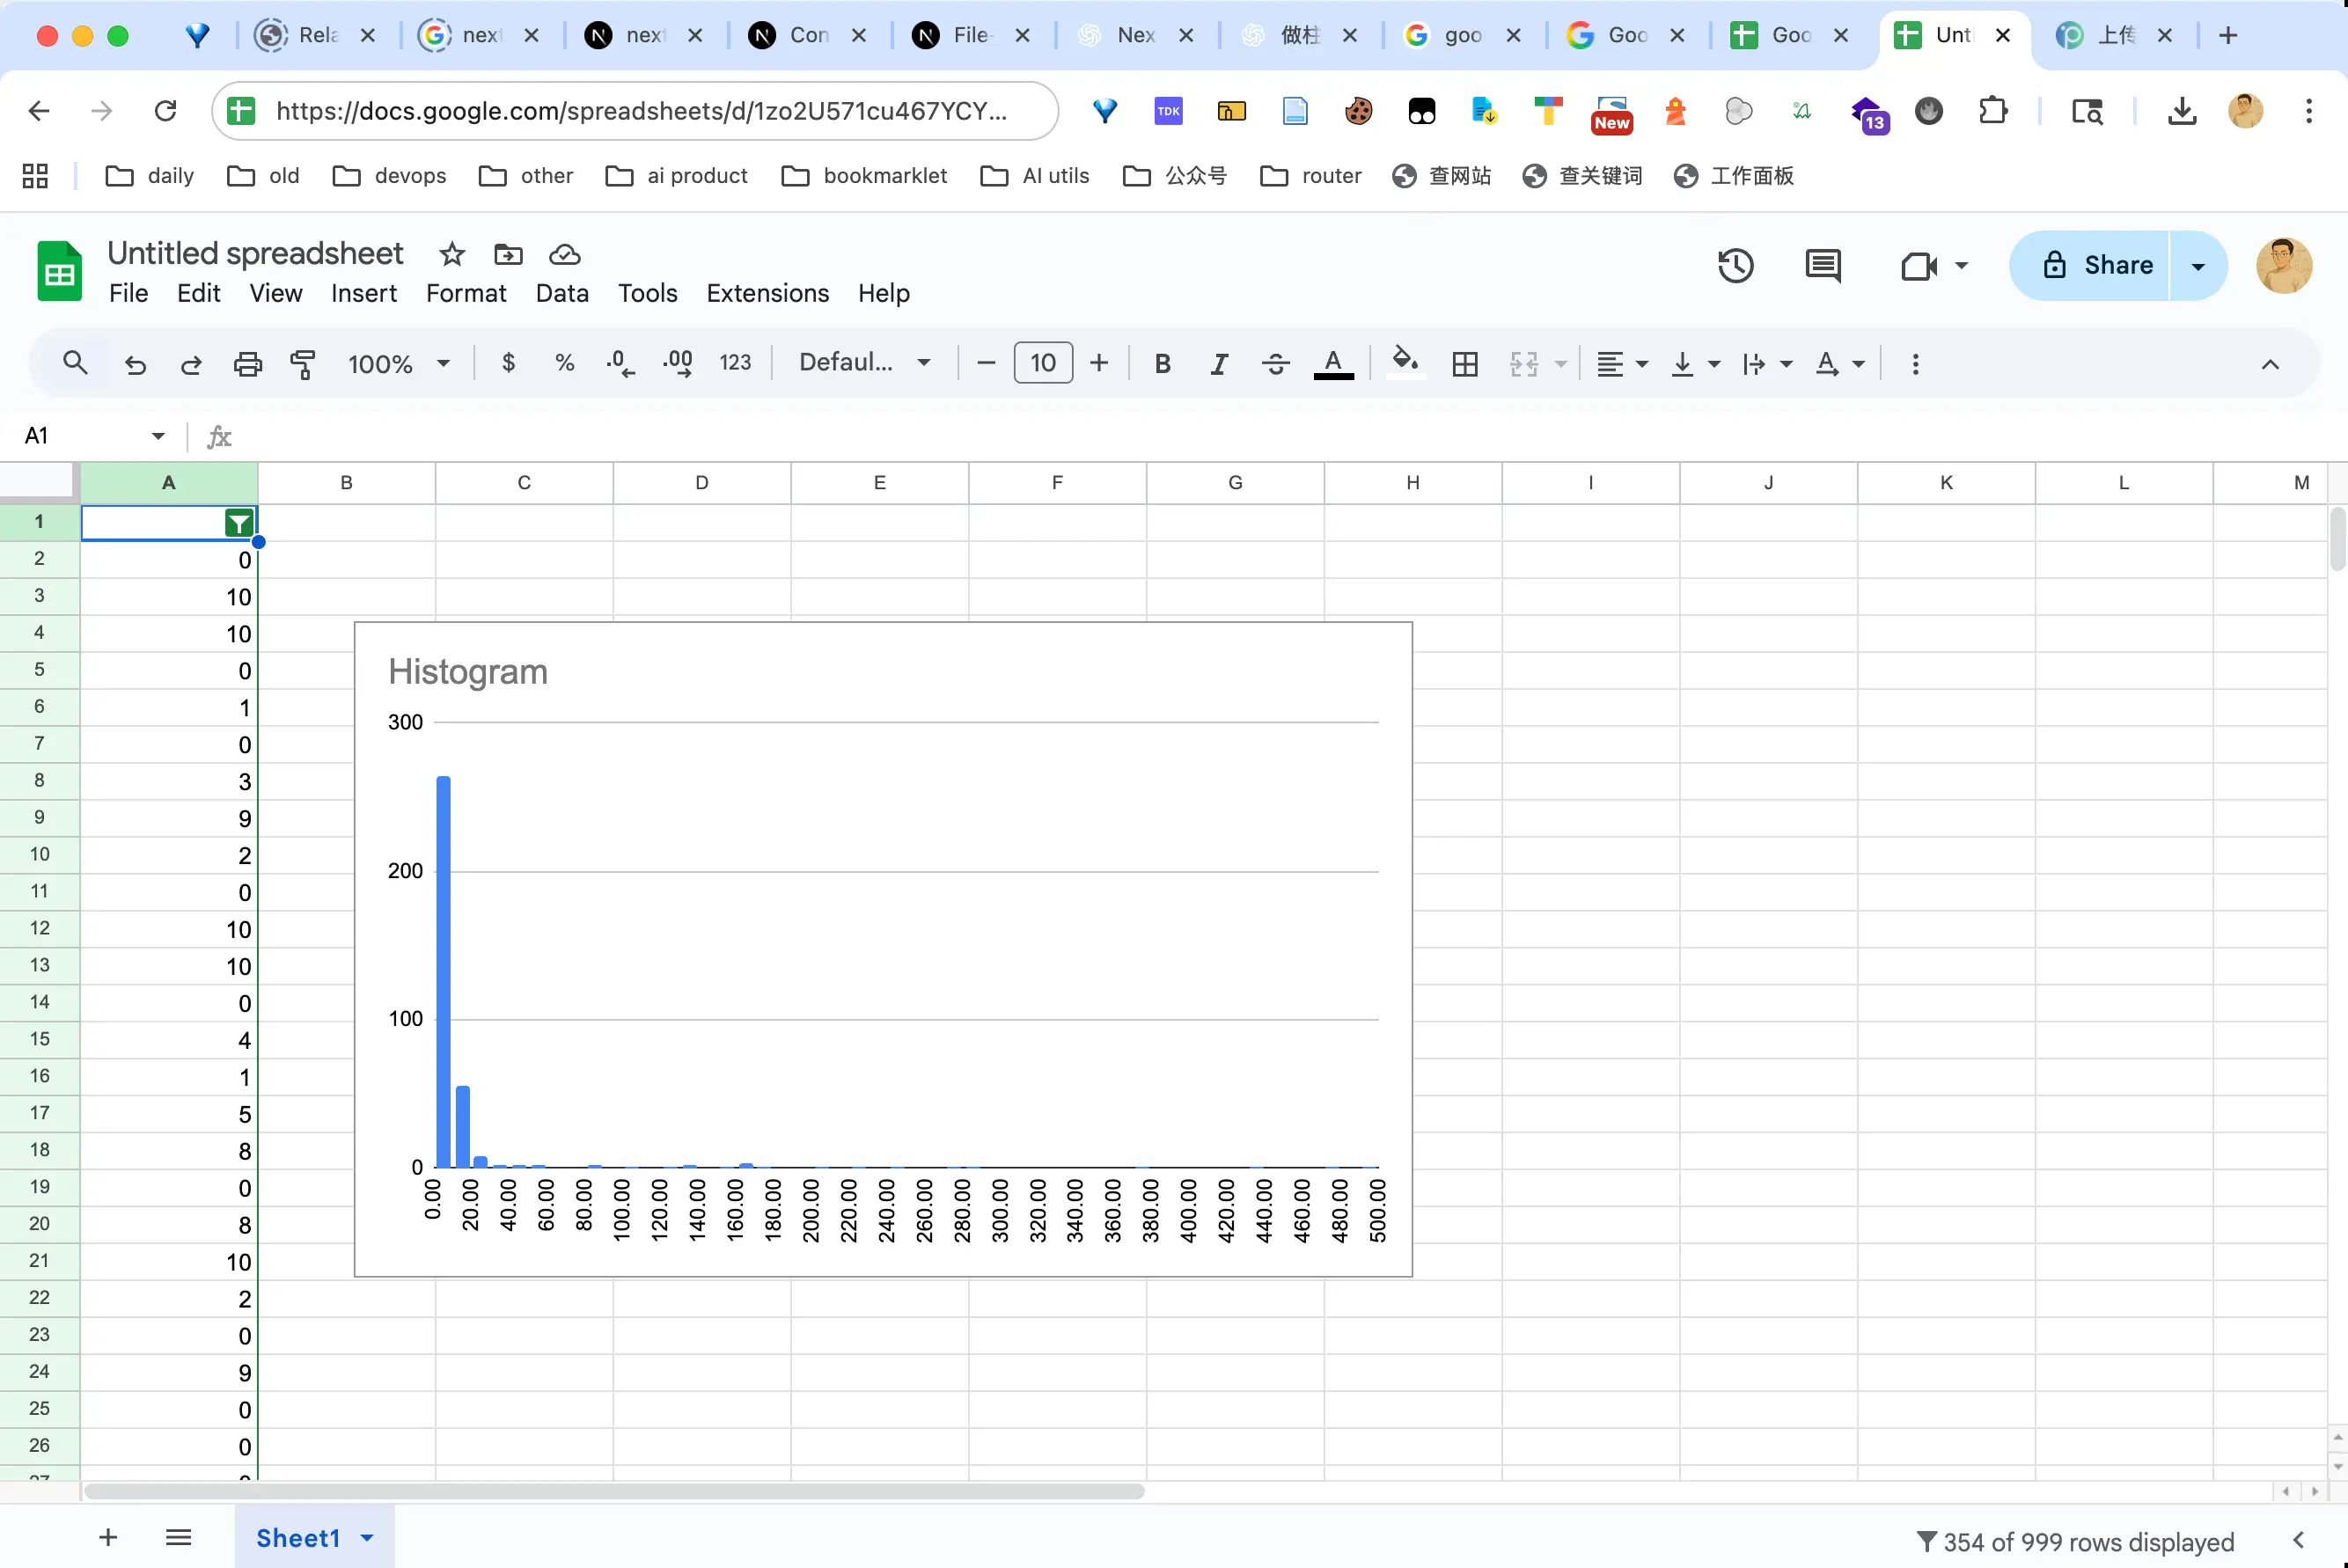 Rela
next
next
Con
File-
Nex
做柱
goo
Goo
Goo
Unti
上传
https://docs.google.com/spreadsheets/d/1zo2U571cu467YCY...
TDK
New
13
daily
old
devops
other
ai product
bookmarklet
AI utils
公众号
router
查网站
查关键词
工作面板
Untitled spreadsheet
File Edit View Insert Format Data Tools Extensions Help
Share
100%
$ % .0 .00 123
Defaul...
10
B I A
A1
fx
A B C D E F G H I J K L M
1
2 0
3 10
4 10
5 0
6 1
7 0
8 3
9 9
10 2
11 0
12 10
13 10
14 0
15 4
16 1
17 5
18 8
19 0
20 8
21 10
22 2
23 0
24 9
25 0
26 0
27 0
Histogram
300
200
100
0
0.00 20.00 40.00 60.00 80.00 100.00 120.00 140.00 160.00 180.00 200.00 220.00 240.00 260.00 280.00 300.00 320.00 340.00 360.00 380.00 400.00 420.00 440.00 460.00 480.00 500.00
Sheet1
354 of 999 rows displayed